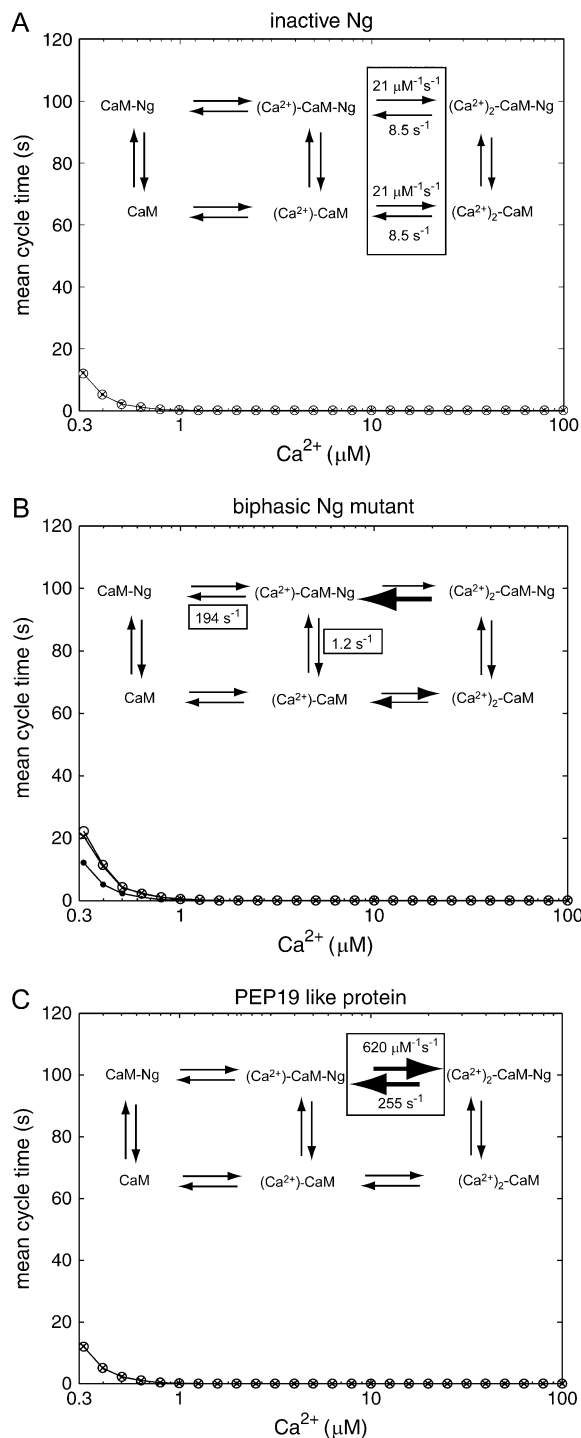 A
inactive Ng
120
100
80
60
40
20
0
mean cycle time (s)
CaM-Ng
(Ca²⁺)-CaM-Ng
21 μM⁻¹s⁻¹
8.5 s⁻¹
(Ca²⁺)₂-CaM-Ng
CaM
(Ca²⁺)-CaM
21 μM⁻¹s⁻¹
8.5 s⁻¹
(Ca²⁺)₂-CaM
0.3
1
10
100
Ca²⁺ (μM)
B
biphasic Ng mutant
120
100
80
60
40
20
0
mean cycle time (s)
CaM-Ng
194 s⁻¹
(Ca²⁺)-CaM-Ng
(Ca²⁺)₂-CaM-Ng
1.2 s⁻¹
CaM
(Ca²⁺)-CaM
(Ca²⁺)₂-CaM
0.3
1
10
100
Ca²⁺ (μM)
C
PEP19 like protein
120
100
80
60
40
20
0
mean cycle time (s)
620 μM⁻¹s⁻¹
CaM-Ng
(Ca²⁺)-CaM-Ng
(Ca²⁺)₂-CaM-Ng
255 s⁻¹
CaM
(Ca²⁺)-CaM
(Ca²⁺)₂-CaM
0.3
1
10
100
Ca²⁺ (μM)